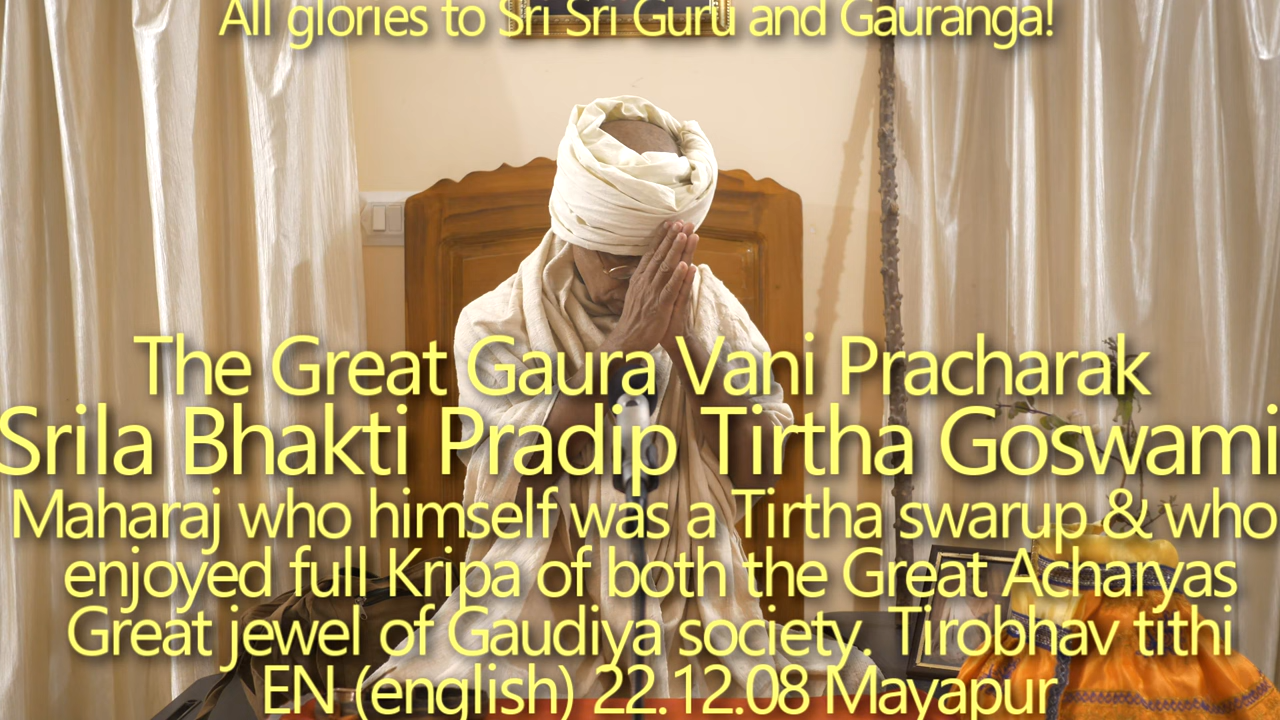 All glories to Sri Sri Guru and Gauranga!
The Great Gaura Vani Pracharak
Srila Bhakti Pradip Tirtha Goswami
Maharaj who himself was a Tirtha swarup & who
enjoyed full Kripa of both the Great Acharyas
Great jewel of Gaudiya society. Tirobhav tithi
EN (english) 22.12.08 Mayapur